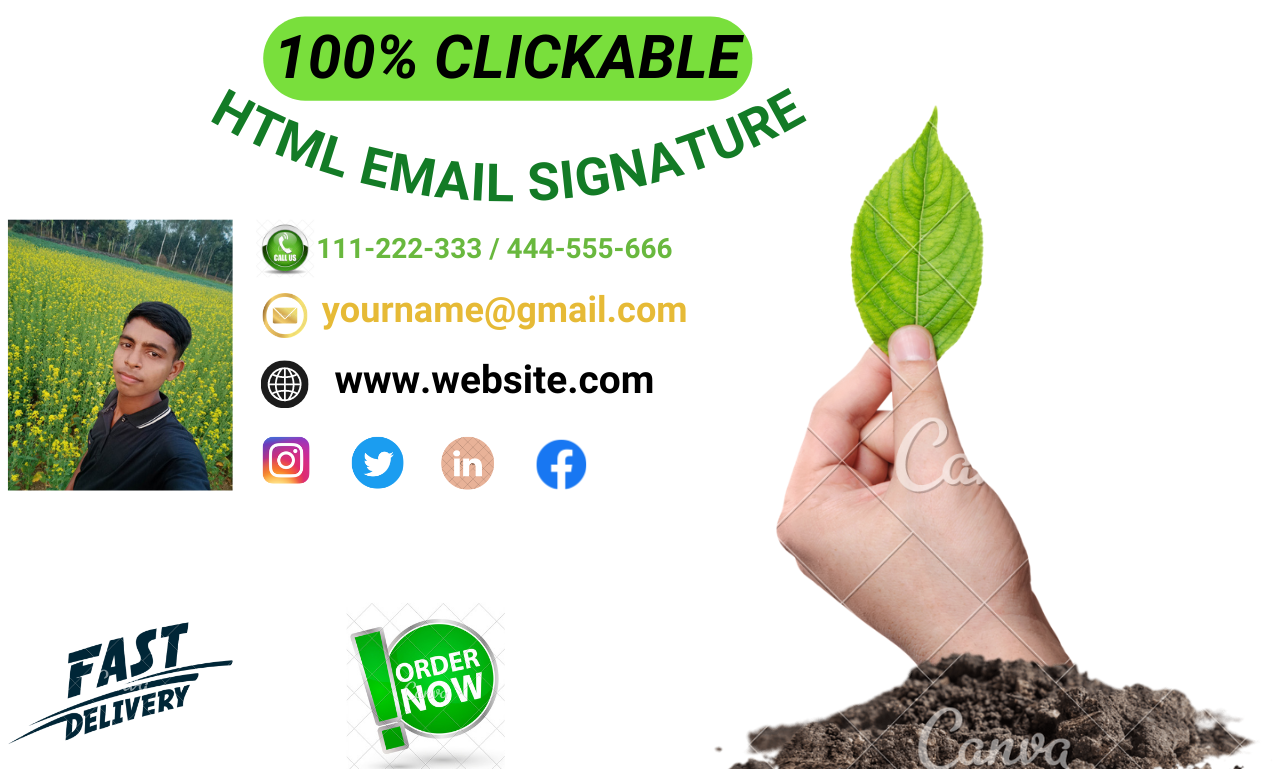 100% CLICKABLE
HTML EMAIL SIGNATURE
CALL US
111-222-333 / 444-555-666
yourname@gmail.com
www.website.com
in
Canva
FAST
DELIVERY
ORDER
NOW
Canva